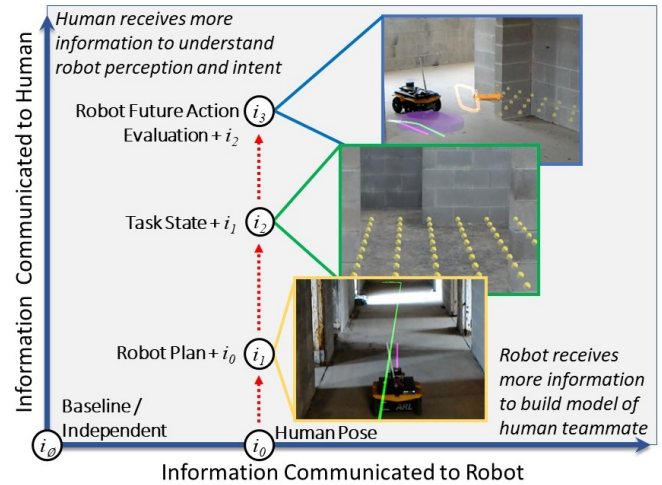 Human receives more
information to understand
robot perception and intent
Robot Future Action
Evaluation + i₂
i₃
Task State + i₁
i₂
Robot Plan + i₀
i₁
ARL
Robot receives
more information
to build model of
human teammate
Baseline /
Independent
i∅
i₀
Human Pose
Information Communicated to Human
Information Communicated to Robot